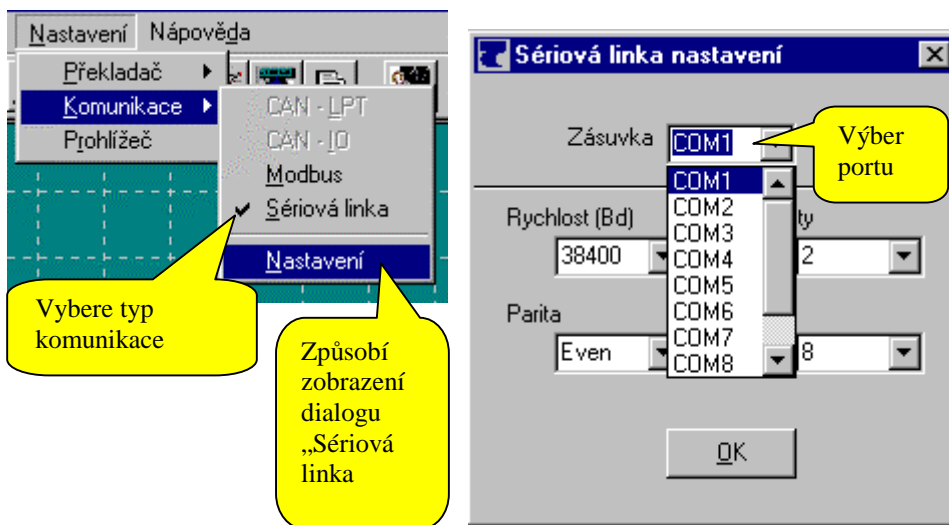 Nastavení Nápověda
Překladač
Komunikace
Prohlížeč
CAN - LPT
CAN - IO
Modbus
Sériová linka
Nastavení
Vybere typ
komunikace
Způsobí
zobrazení
dialogu
„Sériová
linka
Sériová linka nastavení
Zásuvka COM1
Výber
portu
COM1
COM2
COM3
COM4
COM5
COM6
COM7
COM8
Rychlost (Bd) ty
38400 2
Parita
Even 8
OK